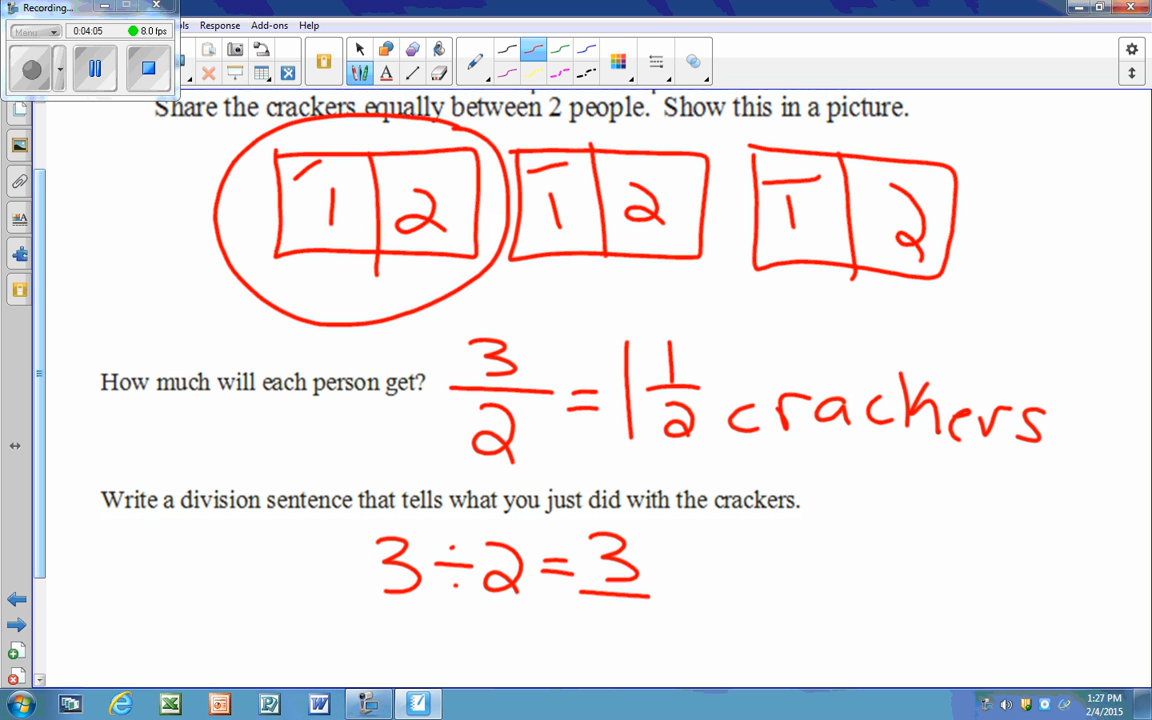 Recording...
Menu
0:04:05
8.0 fps
ls Response Add-ons Help
Share the crackers equally between 2 people. Show this in a picture.
1 2 1 2 1 2
How much will each person get? 3/2 = 1 1/2 crackers
Write a division sentence that tells what you just did with the crackers.
3 ÷ 2 = 3
1:27 PM
2/4/2015